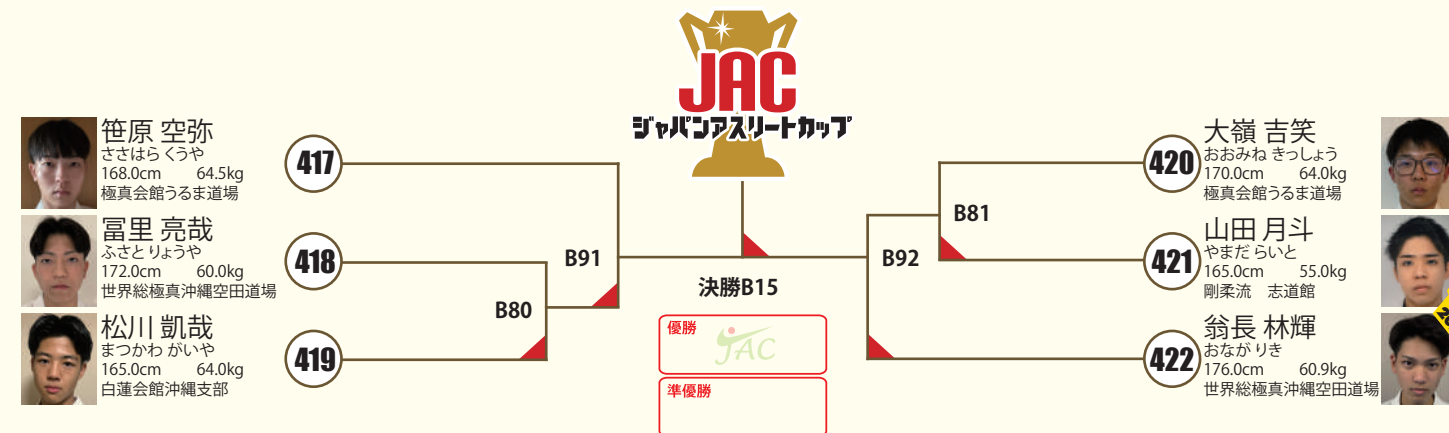 JAC
ジャパンアスリートカップ
笹原 空弥
ささはら くうや
168.0cm 64.5kg
極真会館うるま道場
417
冨里 亮哉
ふさと りょうや
172.0cm 60.0kg
世界総極真沖縄空田道場
418
松川 凱哉
まつかわ がいや
165.0cm 64.0kg
白蓮会館沖縄支部
419
B91
B80
決勝B15
優勝
JAC
準優勝
B92
B81
420
大嶺 吉笑
おおみね きっしょう
170.0cm 64.0kg
極真会館うるま道場
421
山田 月斗
やまだ らいと
165.0cm 55.0kg
剛柔流 志道館
422
翁長 林輝
おなが りき
176.0cm 60.9kg
世界総極真沖縄空田道場